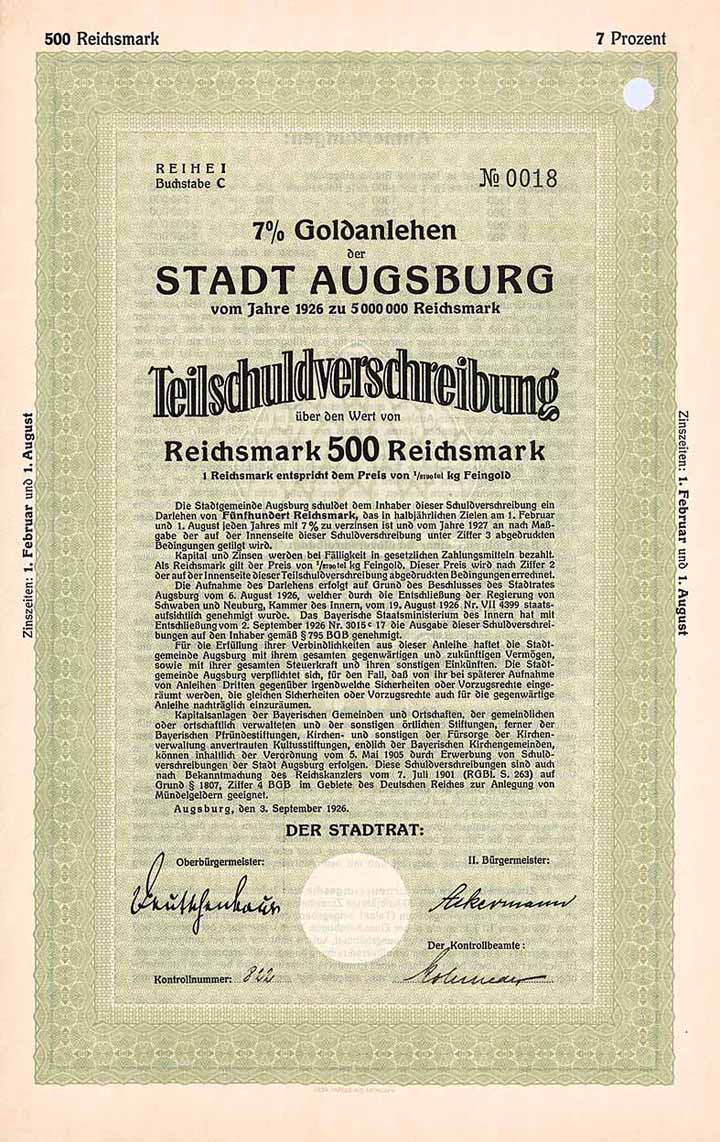 500 Reichsmark
7 Prozent
REIHE I
Buchstabe C
№ 0018
7% Goldanlehen
der
STADT AUGSBURG
vom Jahre 1926 zu 5 000 000 Reichsmark
Teilschuldverschreibung
über den Wert von
Reichsmark 500 Reichsmark
1 Reichsmark entspricht dem Preis von 1/2790tel kg Feingold
Die Stadtgemeinde Augsburg schuldet dem Inhaber dieser Schuldverschreibung ein
Darlehen von Fünfhundert Reichsmark, das in halbjährlichen Zielen am 1. Februar
und 1. August jeden Jahres mit 7% zu verzinsen ist und vom Jahre 1927 an nach Maß-
gabe der auf der Innenseite dieser Schuldverschreibung unter Ziffer 3 abgedruckten
Bedingungen getilgt wird.
Kapital und Zinsen werden bei Fälligkeit in gesetzlichen Zahlungsmitteln bezahlt.
Als Reichsmark gilt der Preis von 1/2790tel kg Feingold. Dieser Preis wird nach Ziffer 2
der auf der Innenseite dieser Teilschuldverschreibung abgedruckten Bedingungen errechnet.
Die Aufnahme des Darlehens erfolgt auf Grund des Beschlusses des Stadtrates
Augsburg vom 6. August 1926, welcher durch die Entschließung der Regierung von
Schwaben und Neuburg, Kammer des Innern, vom 19. August 1926 Nr. VII 4399 staats-
aufsichtlich genehmigt wurde. Das Bayerische Staatsministerium des Innern hat mit
Entschließung vom 2. September 1926 Nr. 3015 c 17 die Ausgabe dieser Schuldverschrei-
bungen auf den Inhaber gemäß § 795 BGB genehmigt.
Für die Erfüllung ihrer Verbindlichkeiten aus dieser Anleihe haftet die Stadt-
gemeinde Augsburg mit ihrem gesamten gegenwärtigen und zukünftigen Vermögen,
sowie mit ihrer gesamten Steuerkraft und ihren sonstigen Einkünften. Die Stadt-
gemeinde Augsburg verpflichtet sich, für den Fall, daß von ihr bei späterer Aufnahme
von Anleihen Dritten gegenüber irgendwelche Sicherheiten oder Vorzugsrechte einge-
räumt werden, die gleichen Sicherheiten oder Vorzugsrechte auch für die gegenwärtige
Anleihe nachträglich einzuräumen.
Kapitalsanlagen der Bayerischen Gemeinden und Ortschaften, der gemeindlichen
oder ortschaftlich verwalteten und der sonstigen örtlichen Stiftungen, ferner der
Bayerischen Pfründestiftungen, Kirchen- und sonstigen der Fürsorge der Kirchen-
verwaltung anvertrauten Kultusstiftungen, endlich der Bayerischen Kirchengemeinden,
können inhaltlich der Verordnung vom 5. Mai 1905 durch Erwerbung von Schuld-
verschreibungen der Stadt Augsburg erfolgen. Diese Schuldverschreibungen sind auch
nach Bekanntmachung des Reichskanzlers vom 7. Juli 1901 (RGBl. S. 263) auf
Grund § 1807, Ziffer 4 BGB im Gebiete des Deutschen Reiches zur Anlegung von
Mündelgeldern geeignet.
Augsburg, den 3. September 1926.
DER STADTRAT:
Oberbürgermeister:
II. Bürgermeister:
Deutschenbaur
Ackermann
Der Kontrollbeamte:
Kontrollnummer: 822
Zinszeiten: 1. Februar und 1. August
Zinszeiten: 1. Februar und 1. August